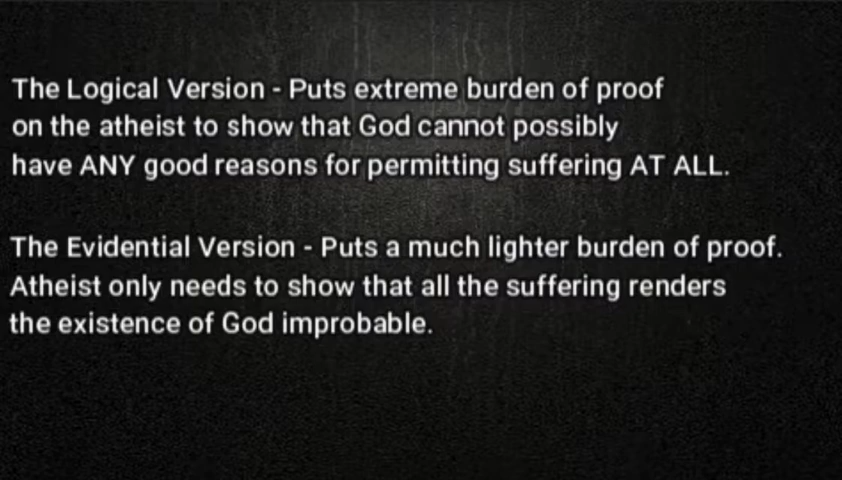 The Logical Version - Puts extreme burden of proof
on the atheist to show that God cannot possibly
have ANY good reasons for permitting suffering AT ALL.
The Evidential Version - Puts a much lighter burden of proof.
Atheist only needs to show that all the suffering renders
the existence of God improbable.